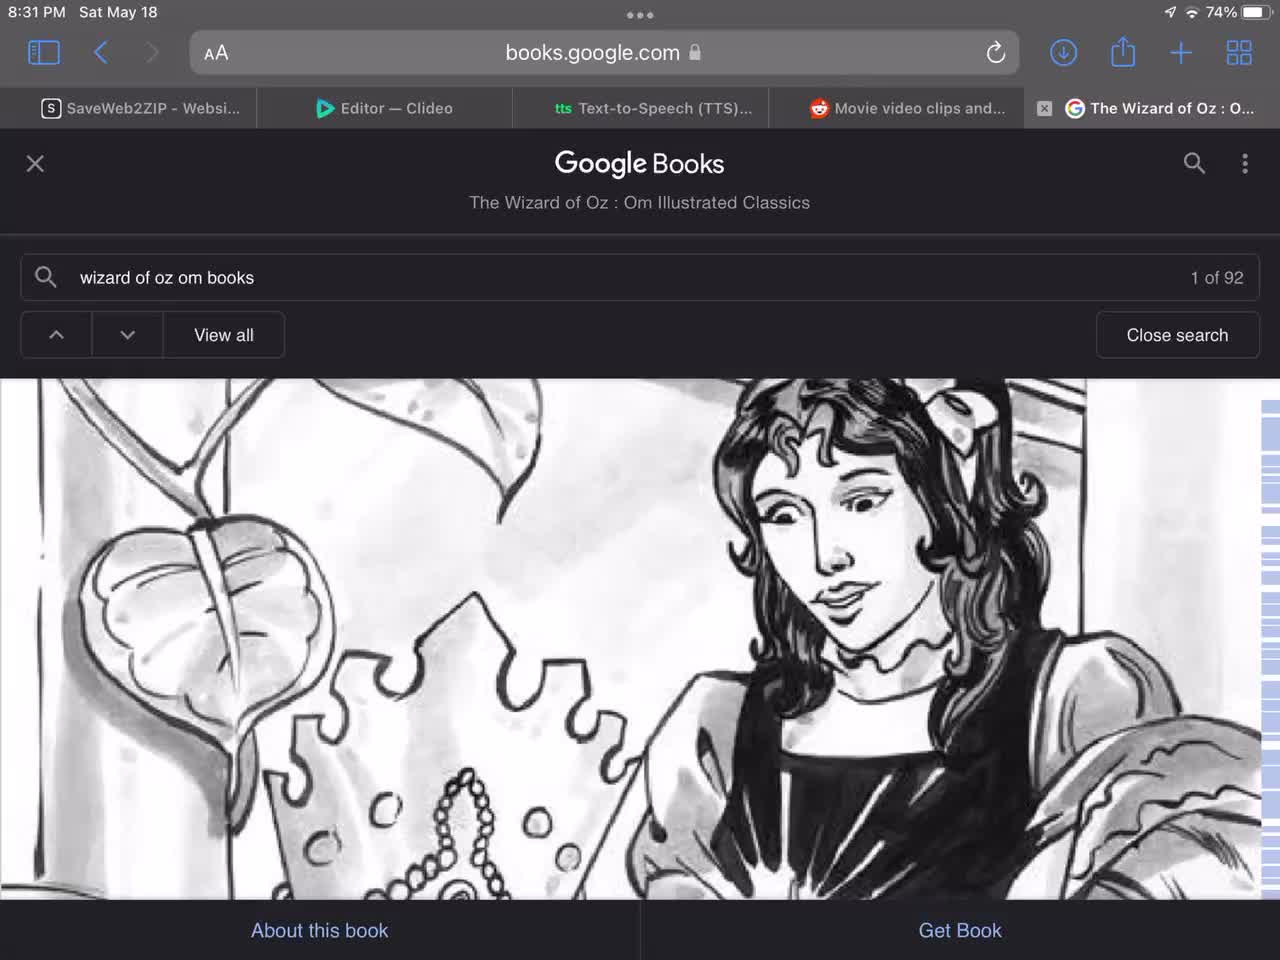 8:31 PM Sat May 18
74%
AA
books.google.com
S SaveWeb2ZIP - Websi...
Editor — Clideo
tts Text-to-Speech (TTS)...
Movie video clips and...
G The Wizard of Oz : O...
Google Books
The Wizard of Oz : Om Illustrated Classics
wizard of oz om books
1 of 92
View all
Close search
About this book
Get Book